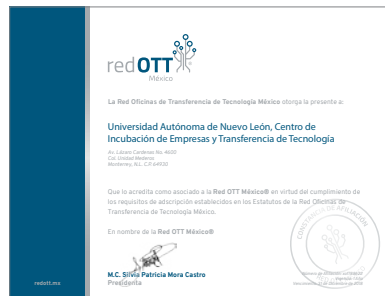 red OTT
México
La Red Oficinas de Transferencia de Tecnología México otorga la presente a:
Universidad Autónoma de Nuevo León, Centro de
Incubación de Empresas y Transferencia de Tecnología
Av. Lázaro Cardenas No. 4600
Col. Unidad Mederos
Monterrey, N.L. C.P. 64930
Que lo acredita como asociado a la Red OTT México® en virtud del cumplimiento de
los requisitos de adscripción establecidos en los Estatutos de la Red Oficinas de
Transferencia de Tecnología México.
En nombre de la Red OTT México®
CONSTANCIA DE AFILIACIÓN
M.C. Silvia Patricia Mora Castro
Presidenta
redott.mx